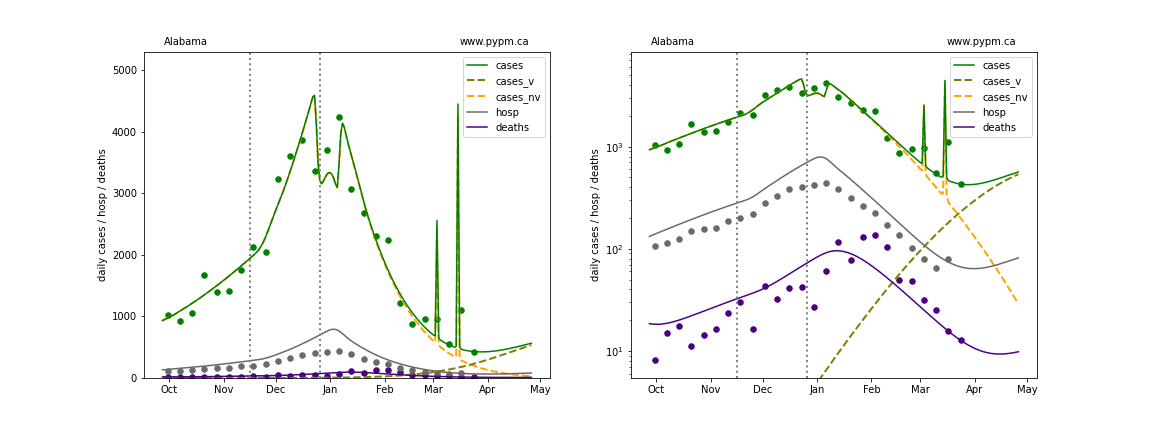 Alabama www.pypm.ca
5000
4000
3000
2000
1000
0
daily cases / hosp / deaths
cases
cases_v
cases_nv
hosp
deaths
Oct Nov Dec Jan Feb Mar Apr May
Alabama www.pypm.ca
10³
10²
10¹
daily cases / hosp / deaths
cases
cases_v
cases_nv
hosp
deaths
Oct Nov Dec Jan Feb Mar Apr May